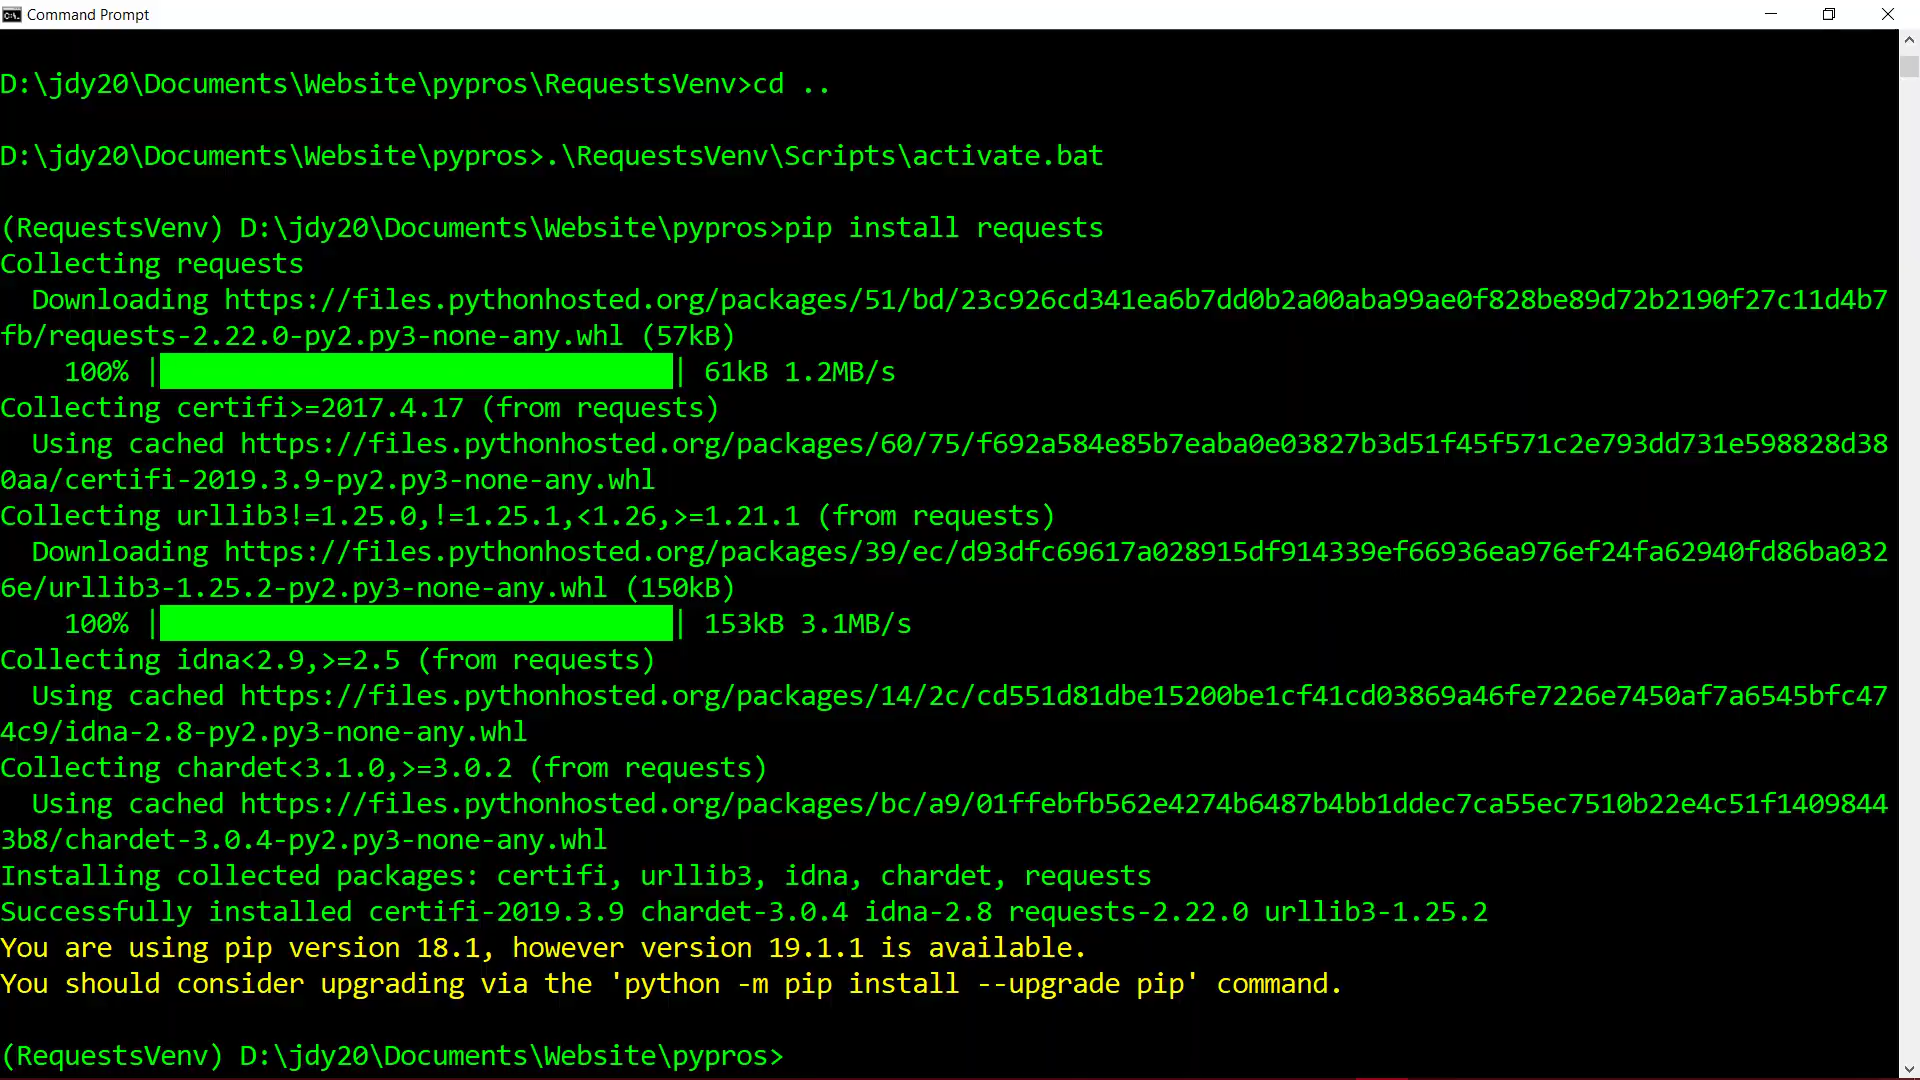 Command Prompt
D:\jdy20\Documents\Website\pypros\RequestsVenv>cd ..
D:\jdy20\Documents\Website\pypros>.\RequestsVenv\Scripts\activate.bat
(RequestsVenv) D:\jdy20\Documents\Website\pypros>pip install requests
Collecting requests
  Downloading https://files.pythonhosted.org/packages/51/bd/23c926cd341ea6b7dd0b2a00aba99ae0f828be89d72b2190f27c11d4b7
fb/requests-2.22.0-py2.py3-none-any.whl (57kB)
    100% |████████████████████████████████| 61kB 1.2MB/s
Collecting certifi>=2017.4.17 (from requests)
  Using cached https://files.pythonhosted.org/packages/60/75/f692a584e85b7eaba0e03827b3d51f45f571c2e793dd731e598828d38
0aa/certifi-2019.3.9-py2.py3-none-any.whl
Collecting urllib3!=1.25.0,!=1.25.1,<1.26,>=1.21.1 (from requests)
  Downloading https://files.pythonhosted.org/packages/39/ec/d93dfc69617a028915df914339ef66936ea976ef24fa62940fd86ba032
6e/urllib3-1.25.2-py2.py3-none-any.whl (150kB)
    100% |████████████████████████████████| 153kB 3.1MB/s
Collecting idna<2.9,>=2.5 (from requests)
  Using cached https://files.pythonhosted.org/packages/14/2c/cd551d81dbe15200be1cf41cd03869a46fe7226e7450af7a6545bfc47
4c9/idna-2.8-py2.py3-none-any.whl
Collecting chardet<3.1.0,>=3.0.2 (from requests)
  Using cached https://files.pythonhosted.org/packages/bc/a9/01ffebfb562e4274b6487b4bb1ddec7ca55ec7510b22e4c51f1409844
3b8/chardet-3.0.4-py2.py3-none-any.whl
Installing collected packages: certifi, urllib3, idna, chardet, requests
Successfully installed certifi-2019.3.9 chardet-3.0.4 idna-2.8 requests-2.22.0 urllib3-1.25.2
You are using pip version 18.1, however version 19.1.1 is available.
You should consider upgrading via the 'python -m pip install --upgrade pip' command.
(RequestsVenv) D:\jdy20\Documents\Website\pypros>